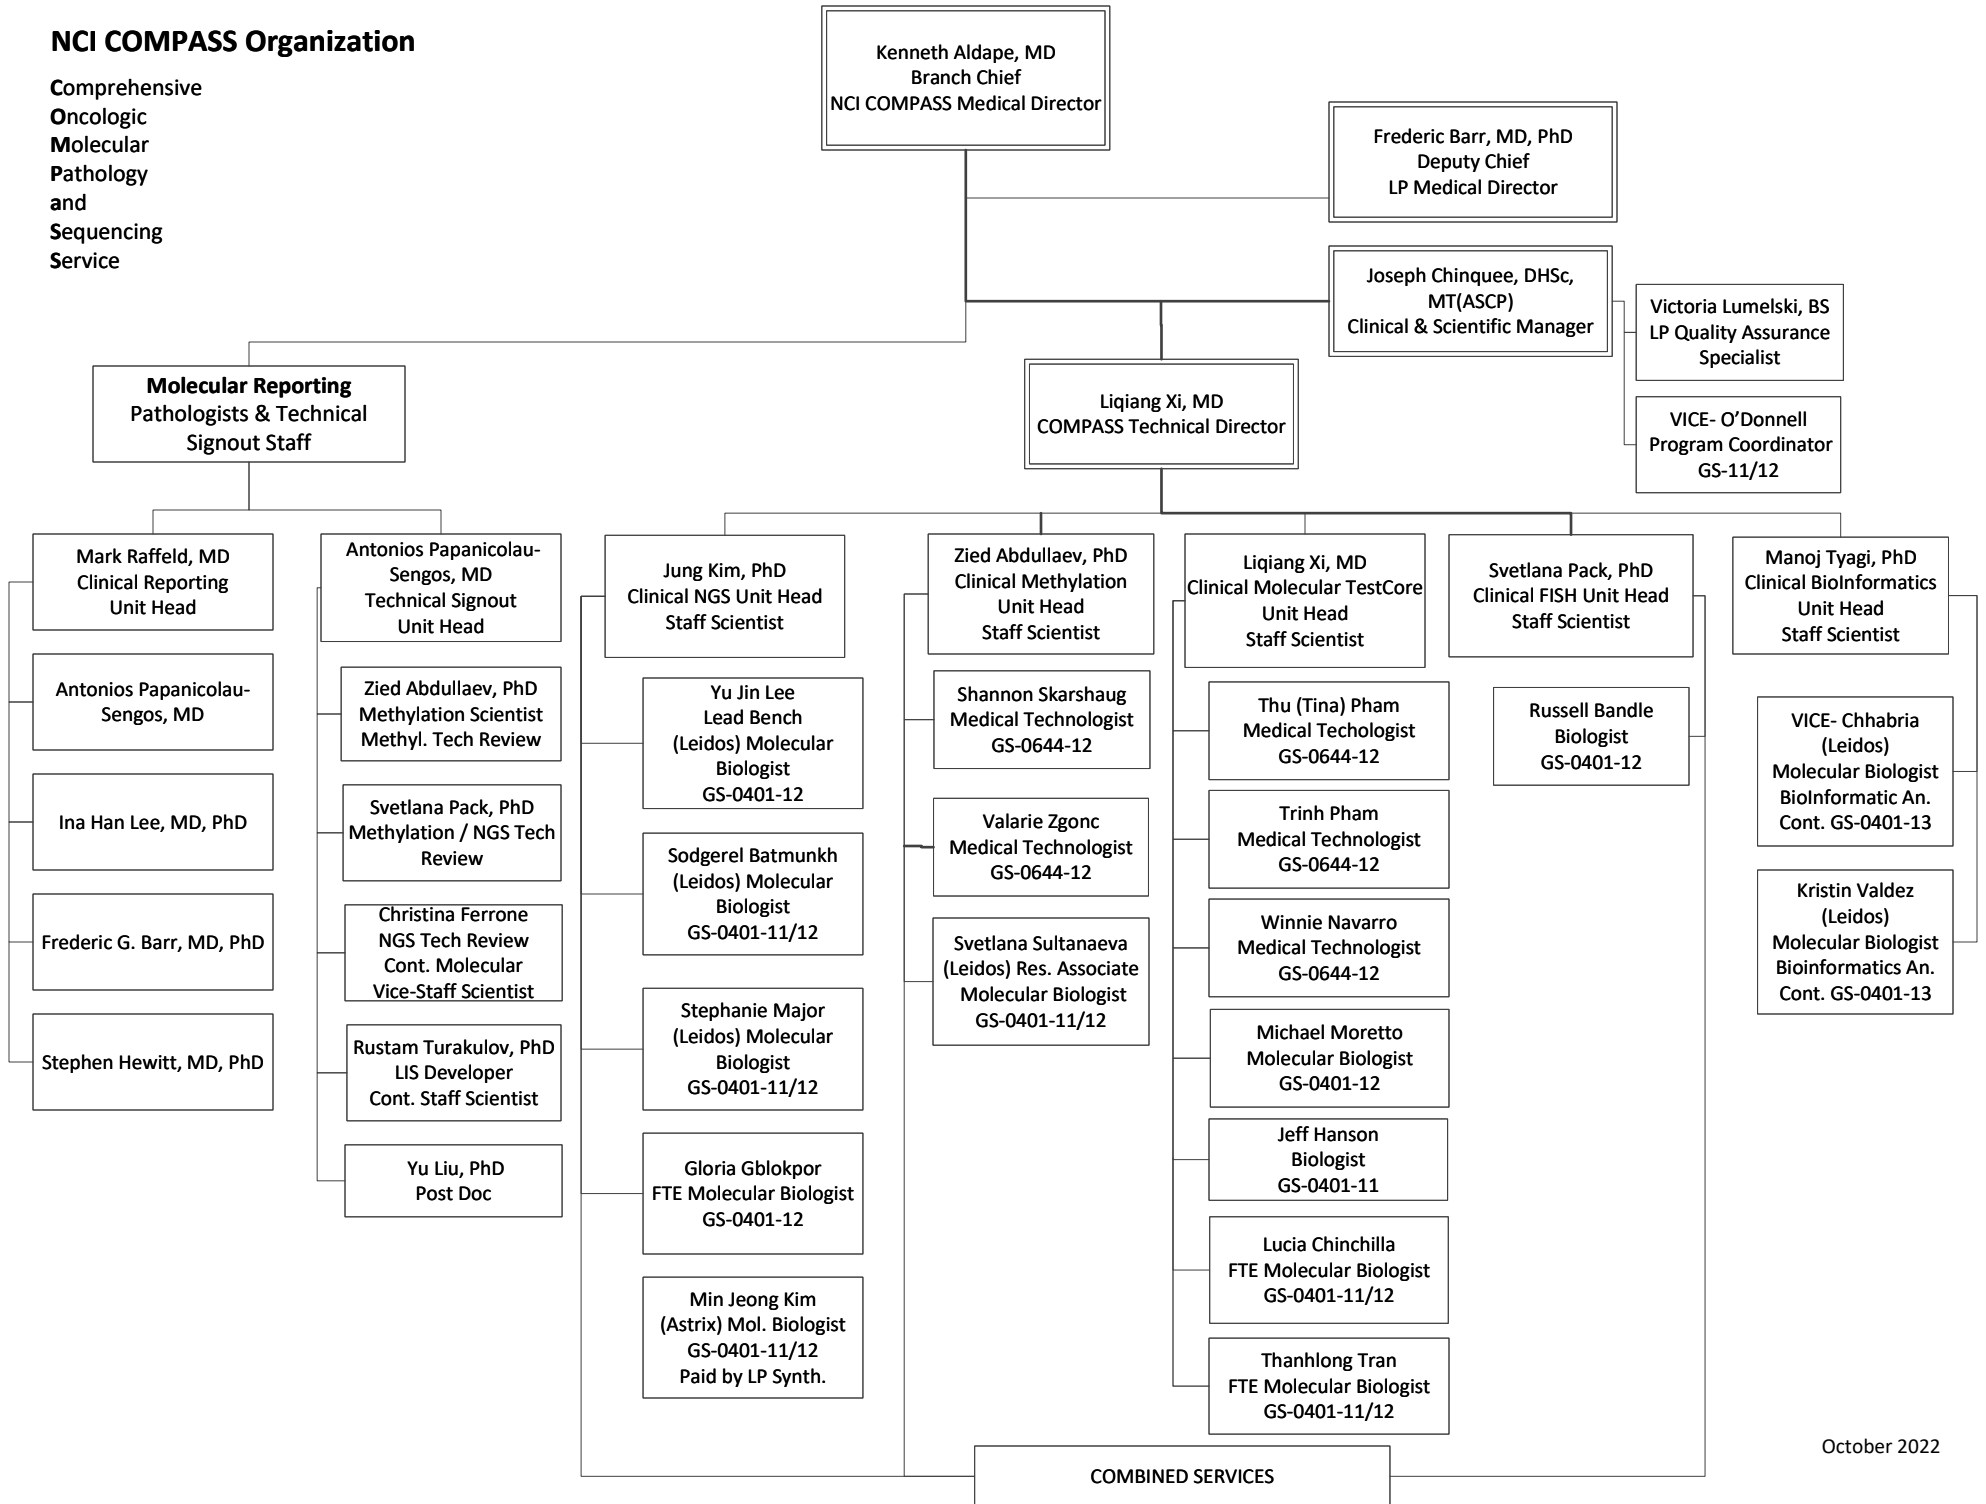 NCI COMPASS Organization
Comprehensive
Oncologic
Molecular
Pathology
and
Sequencing
Service
Kenneth Aldape, MD
Branch Chief
NCI COMPASS Medical Director
Frederic Barr, MD, PhD
Deputy Chief
LP Medical Director
Joseph Chinquee, DHSc,
MT(ASCP)
Clinical & Scientific Manager
Victoria Lumelski, BS
LP Quality Assurance
Specialist
VICE- O’Donnell
Program Coordinator
GS-11/12
Molecular Reporting
Pathologists & Technical
Signout Staff
Liqiang Xi, MD
COMPASS Technical Director
Mark Raffeld, MD
Clinical Reporting
Unit Head
Antonios Papanicolau-
Sengos, MD
Ina Han Lee, MD, PhD
Frederic G. Barr, MD, PhD
Stephen Hewitt, MD, PhD
Antonios Papanicolau-
Sengos, MD
Technical Signout
Unit Head
Zied Abdullaev, PhD
Methylation Scientist
Methyl. Tech Review
Svetlana Pack, PhD
Methylation / NGS Tech
Review
Christina Ferrone
NGS Tech Review
Cont. Molecular
Vice-Staff Scientist
Rustam Turakulov, PhD
LIS Developer
Cont. Staff Scientist
Yu Liu, PhD
Post Doc
Jung Kim, PhD
Clinical NGS Unit Head
Staff Scientist
Yu Jin Lee
Lead Bench
(Leidos) Molecular
Biologist
GS-0401-12
Sodgerel Batmunkh
(Leidos) Molecular
Biologist
GS-0401-11/12
Stephanie Major
(Leidos) Molecular
Biologist
GS-0401-11/12
Gloria Gblokpor
FTE Molecular Biologist
GS-0401-12
Min Jeong Kim
(Astrix) Mol. Biologist
GS-0401-11/12
Paid by LP Synth.
Zied Abdullaev, PhD
Clinical Methylation
Unit Head
Staff Scientist
Shannon Skarshaug
Medical Technologist
GS-0644-12
Valarie Zgonc
Medical Technologist
GS-0644-12
Svetlana Sultanaeva
(Leidos) Res. Associate
Molecular Biologist
GS-0401-11/12
Liqiang Xi, MD
Clinical Molecular TestCore
Unit Head
Staff Scientist
Thu (Tina) Pham
Medical Techologist
GS-0644-12
Trinh Pham
Medical Technologist
GS-0644-12
Winnie Navarro
Medical Technologist
GS-0644-12
Michael Moretto
Molecular Biologist
GS-0401-12
Jeff Hanson
Biologist
GS-0401-11
Lucia Chinchilla
FTE Molecular Biologist
GS-0401-11/12
Thanhlong Tran
FTE Molecular Biologist
GS-0401-11/12
Svetlana Pack, PhD
Clinical FISH Unit Head
Staff Scientist
Russell Bandle
Biologist
GS-0401-12
Manoj Tyagi, PhD
Clinical BioInformatics
Unit Head
Staff Scientist
VICE- Chhabria
(Leidos)
Molecular Biologist
BioInformatic An.
Cont. GS-0401-13
Kristin Valdez
(Leidos)
Molecular Biologist
Bioinformatics An.
Cont. GS-0401-13
COMBINED SERVICES
October 2022